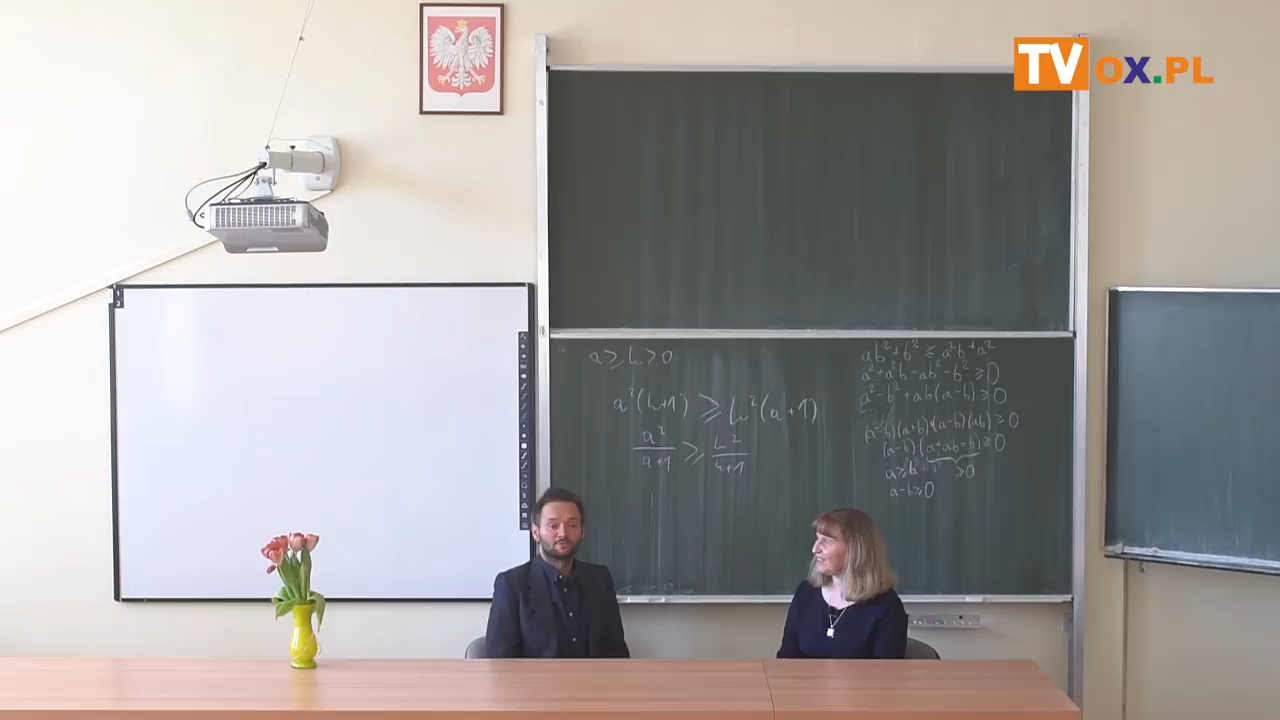 TVOX.PL
a ≥ b > 0
a²(b+1) ≥ b²(a+1)
a²/a+1 ≥ b²/b+1
ab²+b² ≤ a²b+a²
a²+a²b-ab²-b² ≥ 0
a²-b²+ab(a-b) ≥ 0
(a-b)(a+b)+(a-b)(ab) ≥ 0
(a-b)(a+ab+b) ≥ 0
a ≥ b ≥ 0
a-b ≥ 0